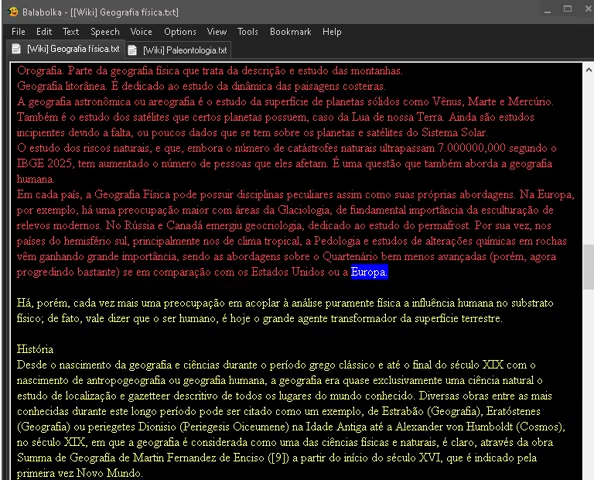 Balabolka - [[Wiki] Geografia física.txt]
File Edit Text Speech Voice Options View Tools Bookmark Help
[Wiki] Geografia física.txt [Wiki] Paleontologia.txt
Orografia. Parte da geografia física que trata da descrição e estudo das montanhas.
Geografia litorânea. É dedicado ao estudo da dinâmica das paisagens costeiras.
A geografia astronômica ou areografia é o estudo da superfície de planetas sólidos como Vênus, Marte e Mercúrio.
Também é o estudo dos satélites que certos planetas possuem, caso da Lua de nossa Terra. Ainda são estudos
incipientes devido a falta, ou poucos dados que se tem sobre os planetas e satélites do Sistema Solar.
O estudo dos riscos naturais, e que, embora o número de catástrofes naturais ultrapassam 7.000000,000 segundo o
IBGE 2025, tem aumentado o número de pessoas que eles afetam. É uma questão que também aborda a geografia
humana.
Em cada país, a Geografia Física pode possuir disciplinas peculiares assim como suas próprias abordagens. Na Europa,
por exemplo, há uma preocupação maior com áreas da Glaciologia, de fundamental importância da esculturação de
relevos modernos. No Rússia e Canadá emergiu geocriologia, dedicado ao estudo do permafrost. Por sua vez, nos
países do hemisfério sul, principalmente nos de clima tropical, a Pedologia e estudos de alterações químicas em rochas
vêm ganhando grande importância, sendo as abordagens sobre o Quartenário bem menos avançadas (porém, agora
progredindo bastante) se em comparação com os Estados Unidos ou a Europa.
Há, porém, cada vez mais uma preocupação em acoplar à análise puramente física a influência humana no substrato
físico; de fato, vale dizer que o ser humano, é hoje o grande agente transformador da superfície terrestre.
História
Desde o nascimento da geografia e ciências durante o período grego clássico e até o final do século XIX com o
nascimento de antropogeografia ou geografia humana, a geografia era quase exclusivamente uma ciência natural o
estudo de localização e gazetteer descritivo de todos os lugares do mundo conhecido. Diversas obras entre as mais
conhecidas durante este longo período pode ser citado como um exemplo, de Estrabão (Geografia), Eratóstenes
(Geografia) ou periegetes Dionisio (Periegesis Oiceumene) na Idade Antiga até a Alexander von Humboldt (Cosmos),
no século XIX, em que a geografia é considerada como uma das ciências físicas e naturais, é claro, através da obra
Summa de Geografía de Martin Fernandez de Enciso ([9]) a partir do início do século XVI, que é indicado pela
primeira vez Novo Mundo.